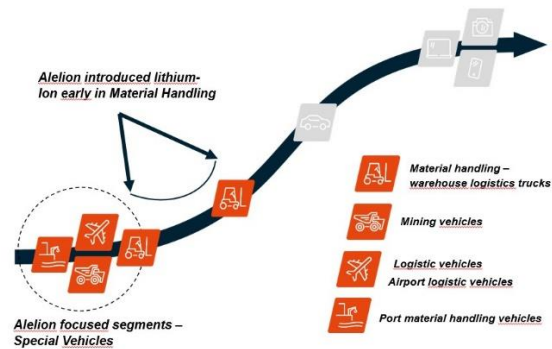 Alelion introduced lithium-
Ion early in Material Handling
Material handling –
warehouse logistics trucks
Mining vehicles
Logistic vehicles
Airport logistic vehicles
Port material handling vehicles
Alelion focused segments –
Special Vehicles